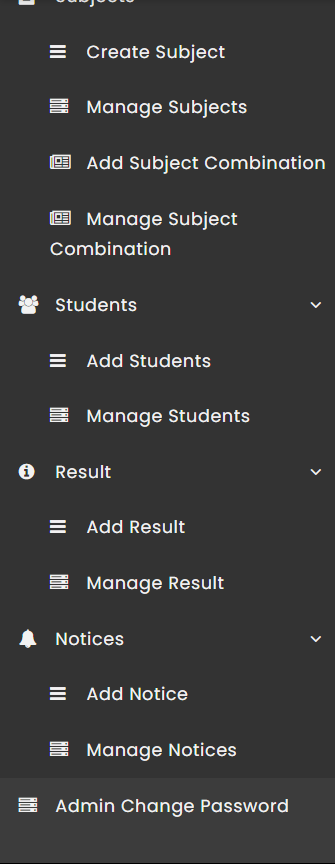 Subjects
Create Subject
Manage Subjects
Add Subject Combination
Manage Subject
Combination
Students
Add Students
Manage Students
Result
Add Result
Manage Result
Notices
Add Notice
Manage Notices
Admin Change Password